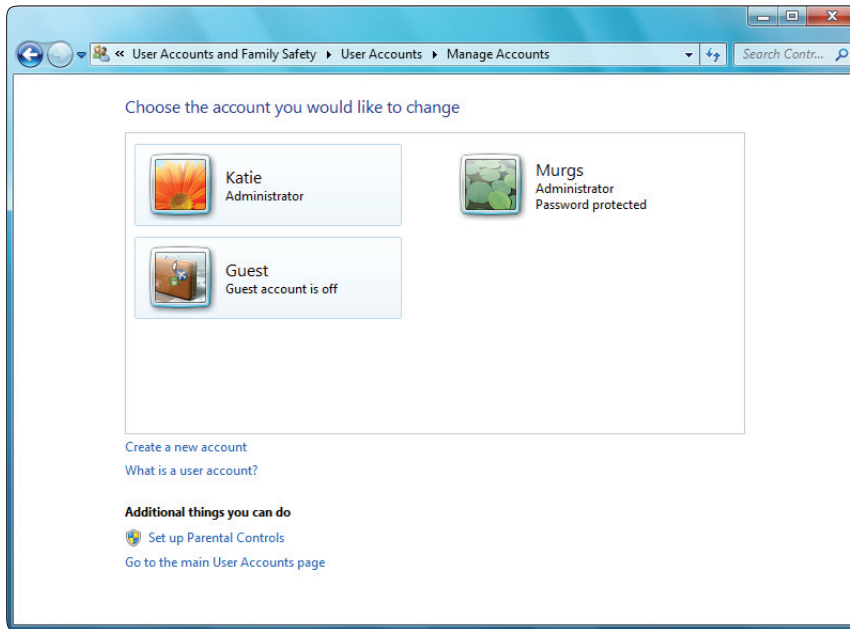 « User Accounts and Family Safety ▸ User Accounts ▸ Manage Accounts
Search Contr...
Choose the account you would like to change
Katie
Administrator
Murgs
Administrator
Password protected
Guest
Guest account is off
Create a new account
What is a user account?
Additional things you can do
Set up Parental Controls
Go to the main User Accounts page